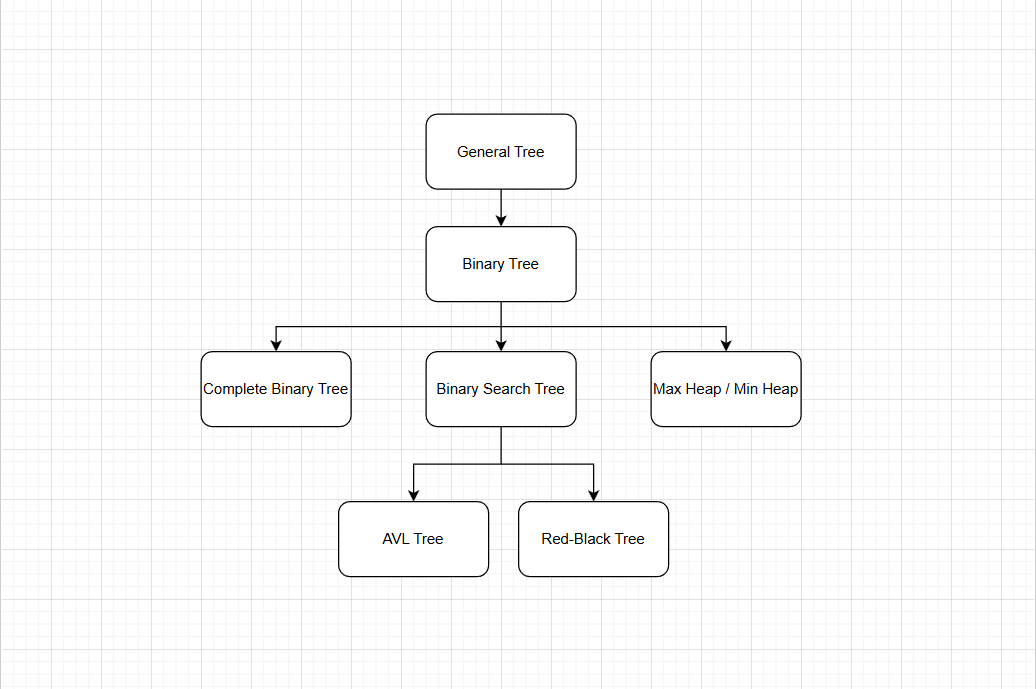 General Tree
Binary Tree
Complete Binary Tree
Binary Search Tree
Max Heap / Min Heap
AVL Tree
Red-Black Tree